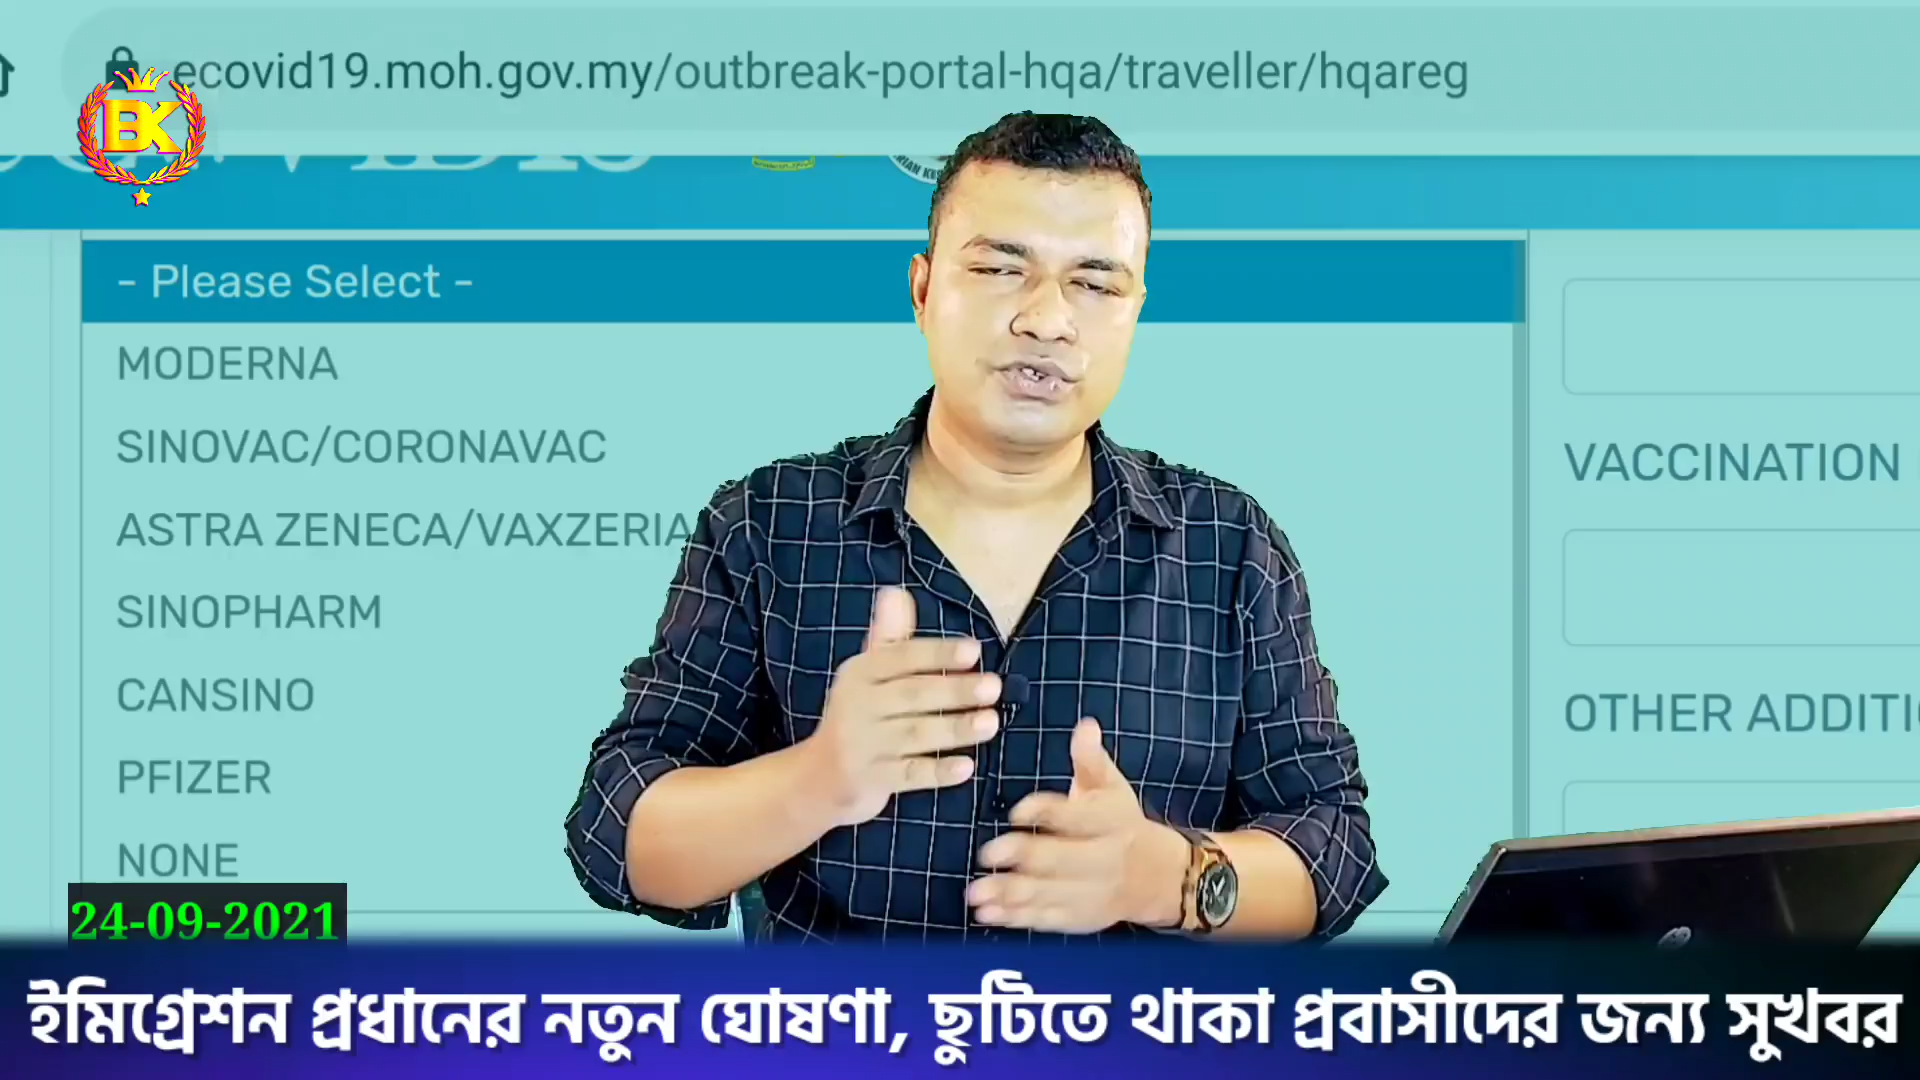 ecovid19.moh.gov.my/outbreak-portal-hqa/traveller/hqareg
BK
- Please Select -
MODERNA
SINOVAC/CORONAVAC
ASTRA ZENECA/VAXZERIA
SINOPHARM
CANSINO
PFIZER
NONE
VACCINATION
OTHER
24-09-2021
ইমিগ্রেশন প্রধানের নতুন ঘোষণা, ছুটিতে থাকা প্রবাসীদের জন্য সুখবর